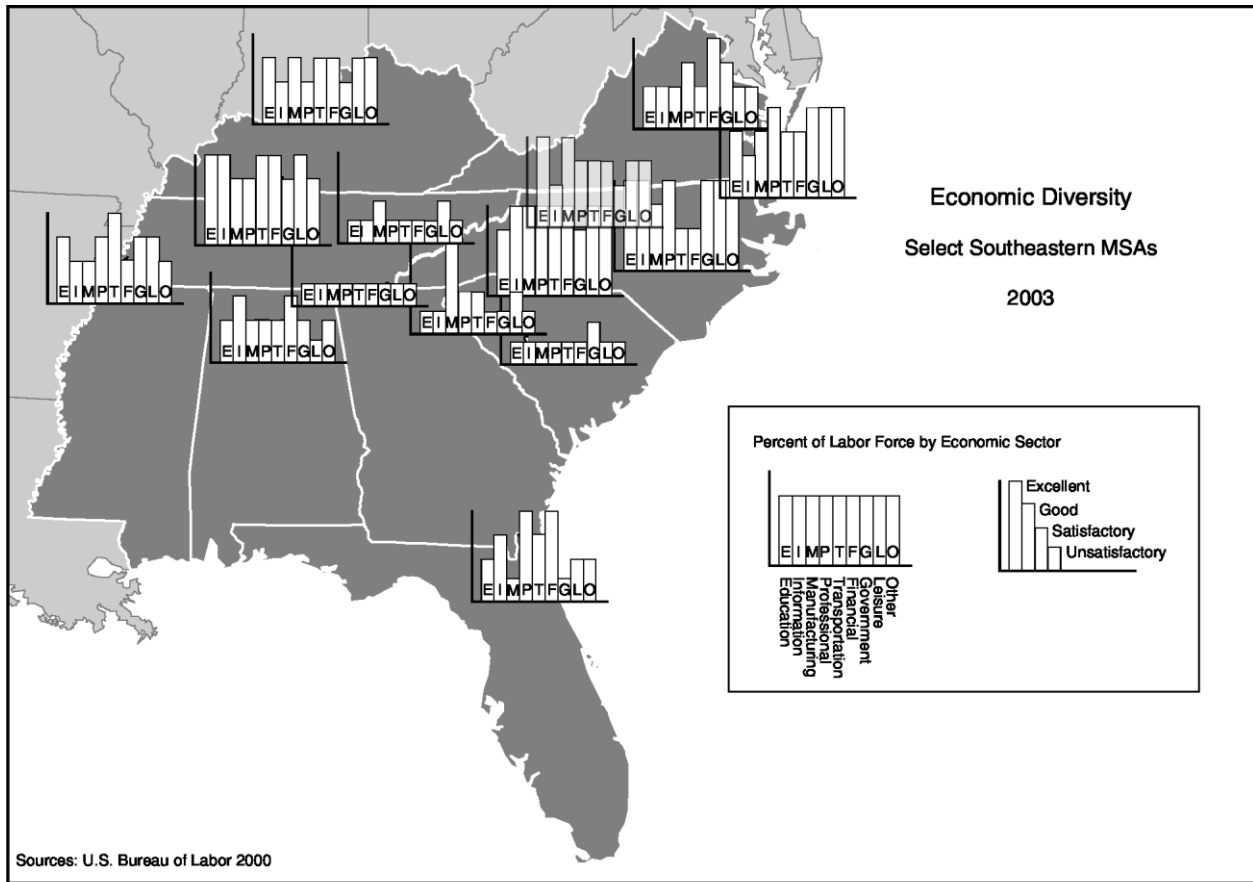 EIMPTFGLO
EIMPTFGLO
EIMPTFGLO
EIMPTFGLO
EIMPTFGLO
Economic Diversity
Select Southeastern MSAs
2003
EIMPTFGLO
EIMPTFGLO
EIMPTFGLO
EIMPTFGLO
EIMPTFGLO
EIMPTFGLO
EIMPTFGLO
EIMPTFGLO
EIMPTFGLO
EIMPTFGLO
Percent of Labor Force by Economic Sector
Excellent
Good
Satisfactory
Unsatisfactory
EIMPTFGLO
Education
Information
Manufacturing
Professional
Transportation
Financial
Government
Leisure
Other
Sources: U.S. Bureau of Labor 2000